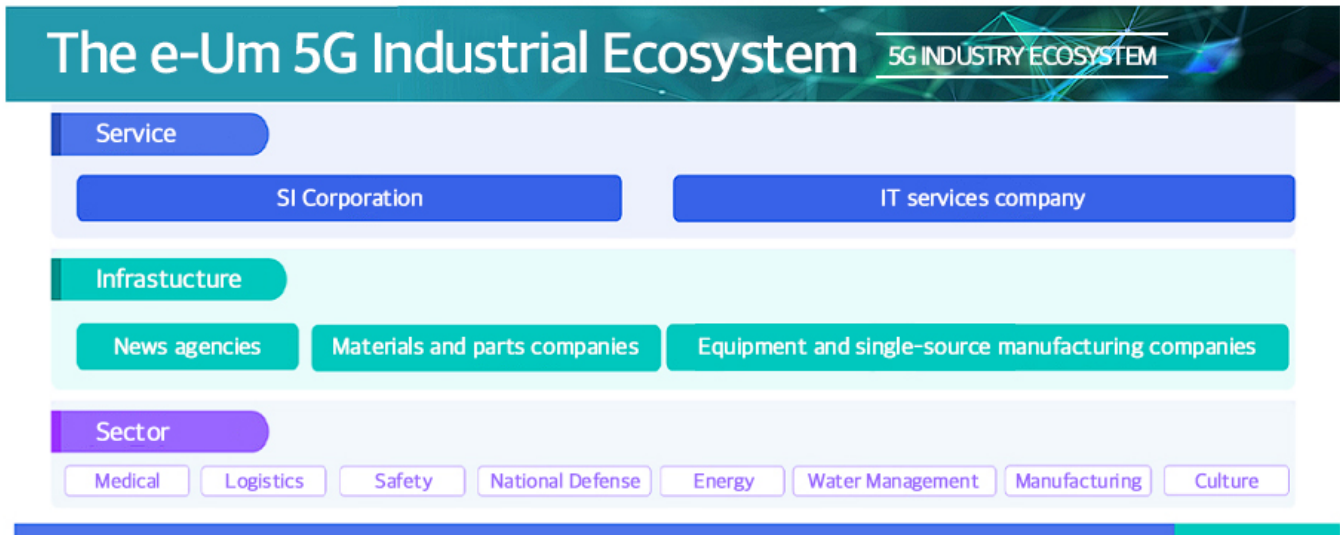 The e-Um 5G Industrial Ecosystem 5G INDUSTRY ECOSYSTEM
Service
SI Corporation IT services company
Infrastucture
News agencies Materials and parts companies Equipment and single-source manufacturing companies
Sector
Medical Logistics Safety National Defense Energy Water Management Manufacturing Culture